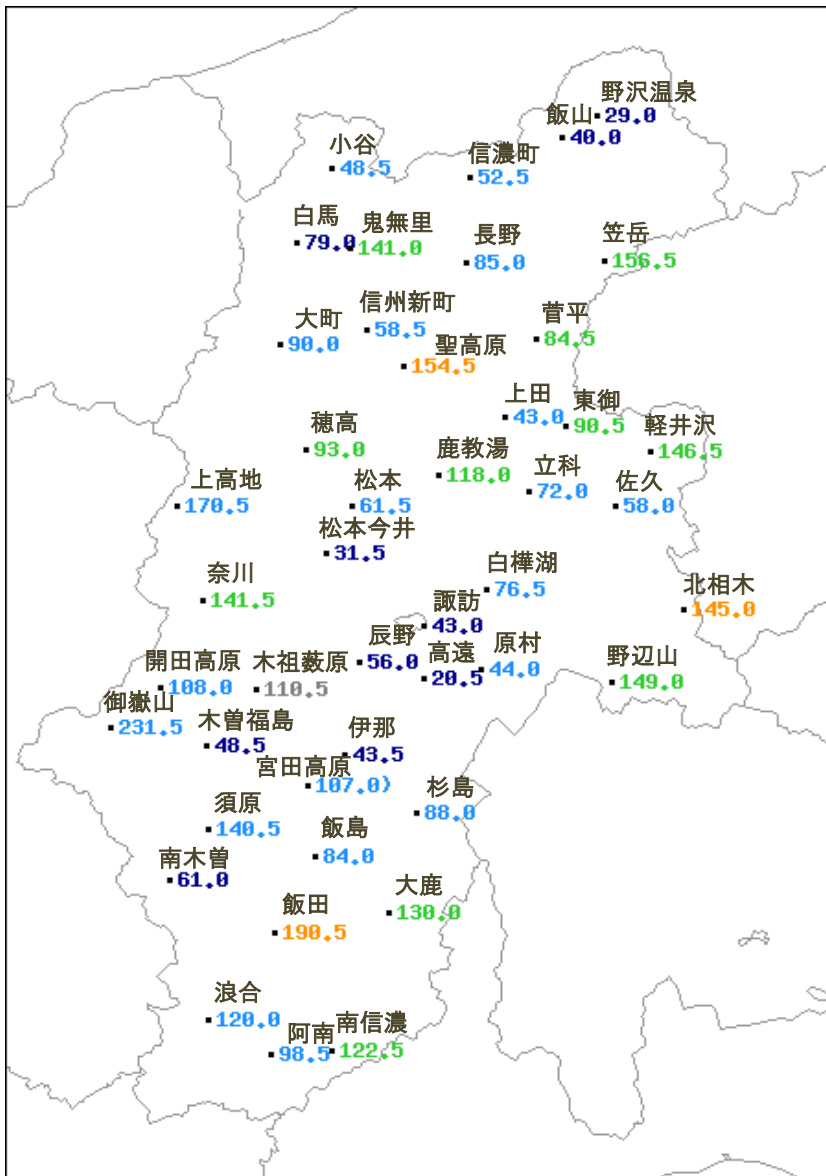 野沢温泉
29.0
飯山
40.0
小谷
48.5
信濃町
52.5
白馬
79.0
鬼無里
141.0
長野
85.0
笠岳
156.5
信州新町
58.5
大町
90.0
菅平
84.5
聖高原
154.5
上田
43.0
東御
90.5
穂高
93.0
軽井沢
146.5
鹿教湯
118.0
立科
72.0
上高地
170.5
松本
61.5
佐久
58.0
松本今井
31.5
白樺湖
76.5
奈川
141.5
諏訪
43.0
北相木
145.0
辰野
56.0
高遠
20.5
原村
44.0
野辺山
149.0
開田高原
108.0
木祖薮原
110.5
御嶽山
231.5
木曽福島
48.5
伊那
43.5
宮田高原
107.0)
杉島
88.0
須原
140.5
飯島
84.0
南木曽
61.0
大鹿
130.0
飯田
190.5
浪合
120.0
阿南
98.5
南信濃
122.5